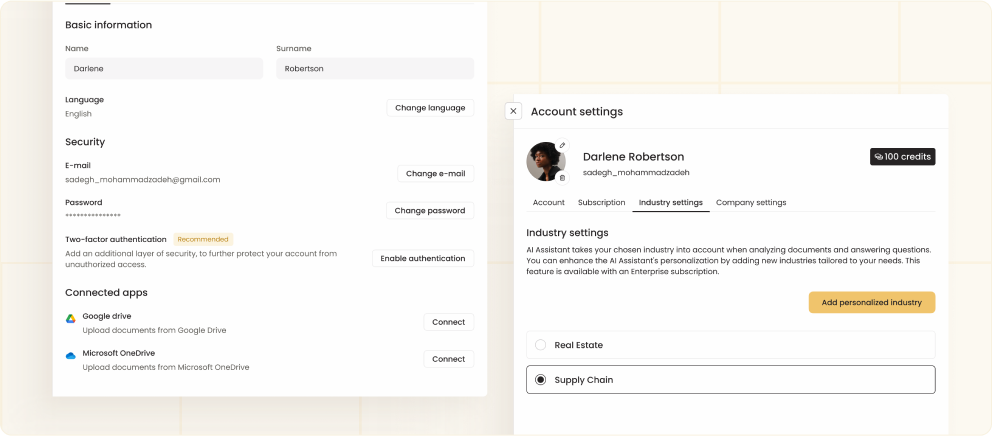 Basic information
Name Surname
Darlene Robertson
Language
English
Change language
Security
E-mail
sadegh_mohammadzadeh@gmail.com
Change e-mail
Password
***************
Change password
Two-factor authentication Recommended
Add an additional layer of security, to further protect your account from
unauthorized access.
Enable authentication
Connected apps
Google drive
Upload documents from Google Drive
Connect
Microsoft OneDrive
Upload documents from Microsoft OneDrive
Connect
Account settings
Darlene Robertson
sadegh_mohammadzadeh
100 credits
Account Subscription Industry settings Company settings
Industry settings
AI Assistant takes your chosen industry into account when analyzing documents and answering questions.
You can enhance the AI Assistant's personalization by adding new industries tailored to your needs. This
feature is available with an Enterprise subscription.
Add personalized industry
Real Estate
Supply Chain